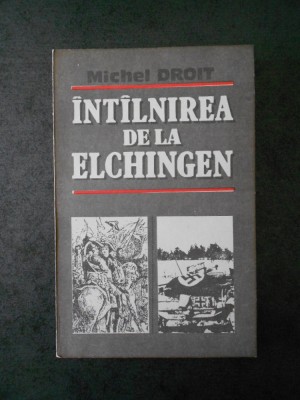 Michel DROIT
ÎNTÎLNIREA
DE LA
ELCHINGEN